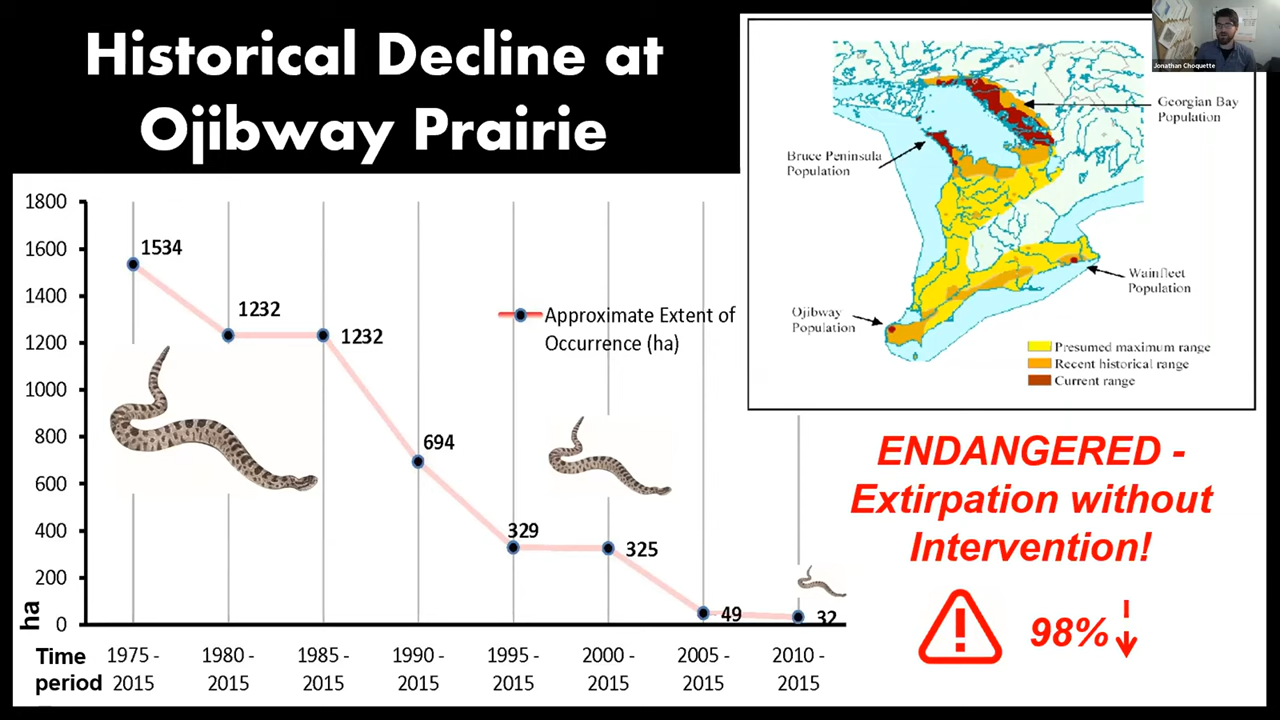 Historical Decline at
Ojibway Prairie
1800
1600
1400
1200
1000
800
600
400
200
0
ha
1534
1232
1232
694
329
325
49
32
Approximate Extent of
Occurrence (ha)
Time
period
1975 -
2015
1980 -
2015
1985 -
2015
1990 -
2015
1995 -
2015
2000 -
2015
2005 -
2015
2010 -
2015
Jonathan Choquette
Georgian Bay
Population
Bruce Peninsula
Population
Wainfleet
Population
Ojibway
Population
Presumed maximum range
Recent historical range
Current range
ENDANGERED -
Extirpation without
Intervention!
98%